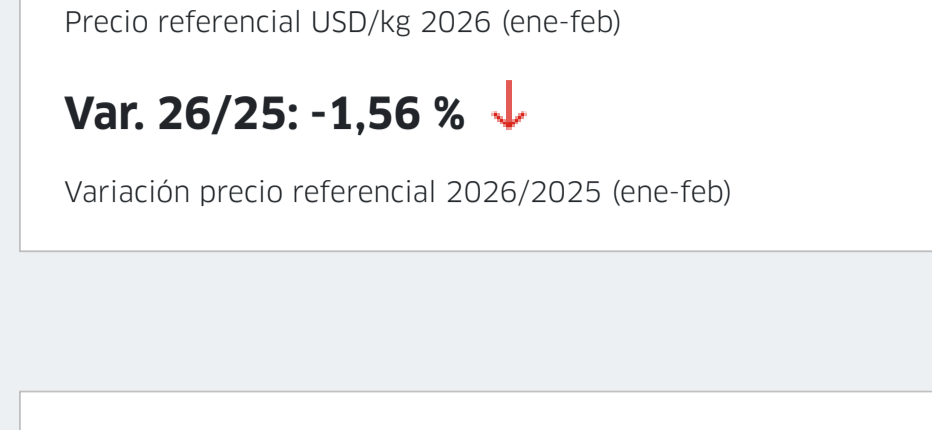 Precio referencial USD/kg 2026 (ene-feb)
Var. 26/25: -1,56 %
Variación precio referencial 2026/2025 (ene-feb)